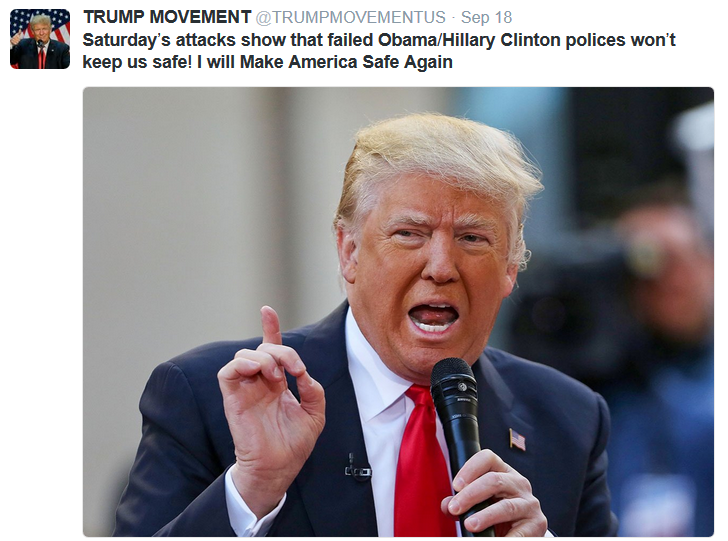 TRUMP MOVEMENT @TRUMPMOVEMENTUS · Sep 18
Saturday's attacks show that failed Obama/Hillary Clinton polices won't
keep us safe! I will Make America Safe Again